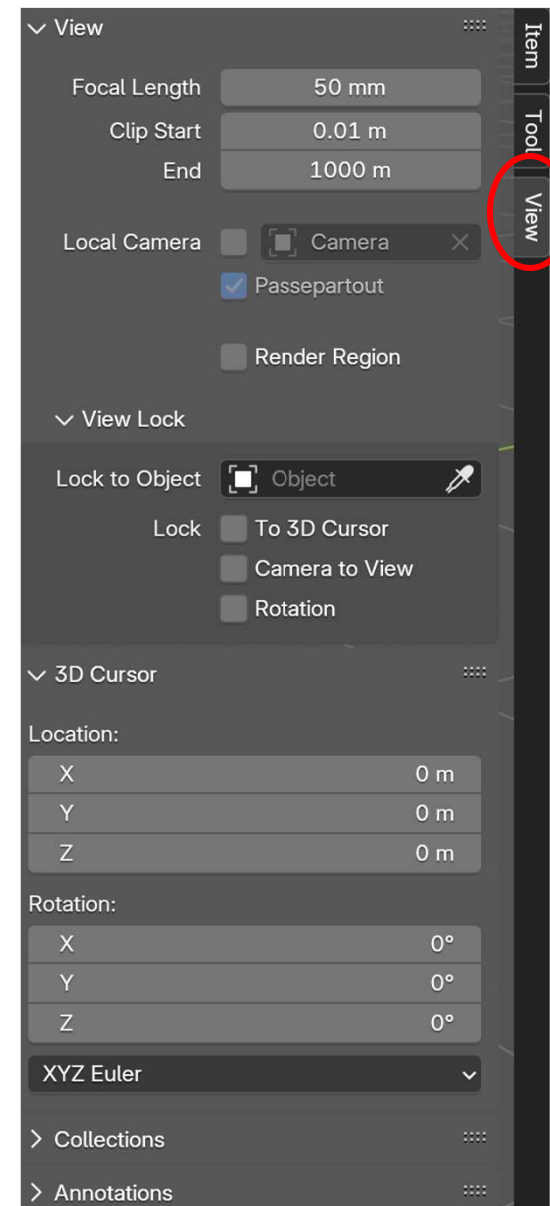 View
Focal Length 50 mm
Clip Start 0.01 m
End 1000 m
Local Camera Camera
Passepartout
Render Region
View Lock
Lock to Object Object
Lock To 3D Cursor
Camera to View
Rotation
3D Cursor
Location:
X 0 m
Y 0 m
Z 0 m
Rotation:
X 0°
Y 0°
Z 0°
XYZ Euler
Collections
Annotations
Item
Tool
View